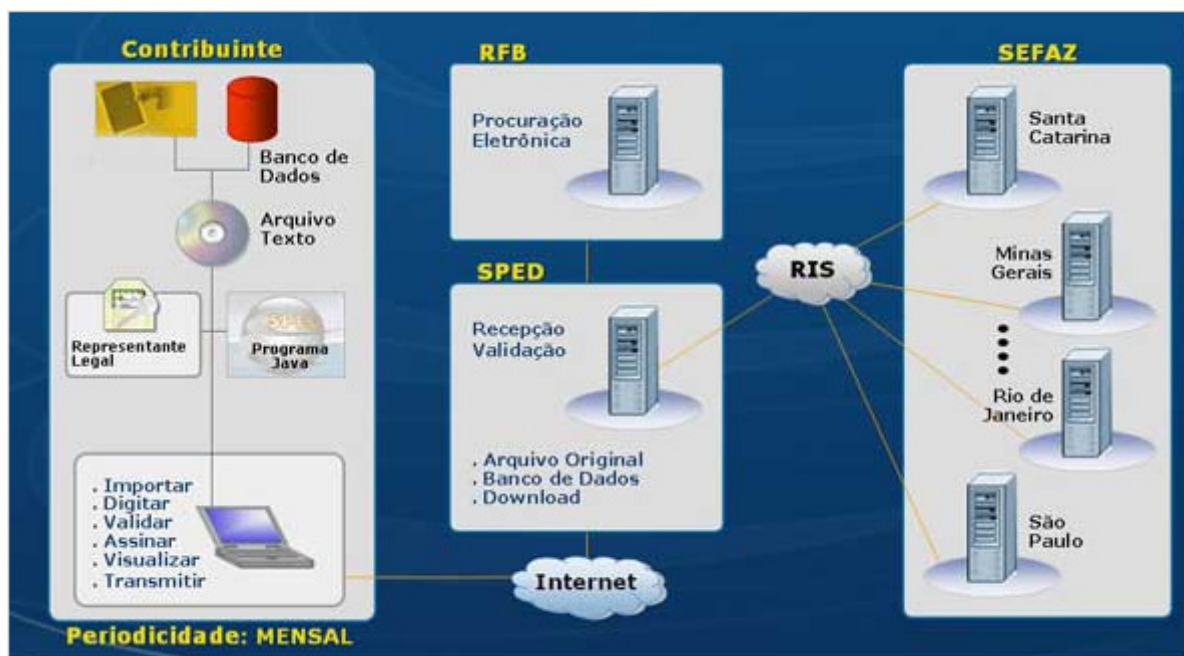 Contribuinte
Banco de
Dados
Arquivo
Texto
Representante
Legal
Programa
Java
. Importar
. Digitar
. Validar
. Assinar
. Visualizar
. Transmitir
Periodicidade: MENSAL
RFB
Procuração
Eletrônica
SPED
Recepção
Validação
. Arquivo Original
. Banco de Dados
. Download
Internet
RIS
SEFAZ
Santa
Catarina
Minas
Gerais
Rio de
Janeiro
São
Paulo